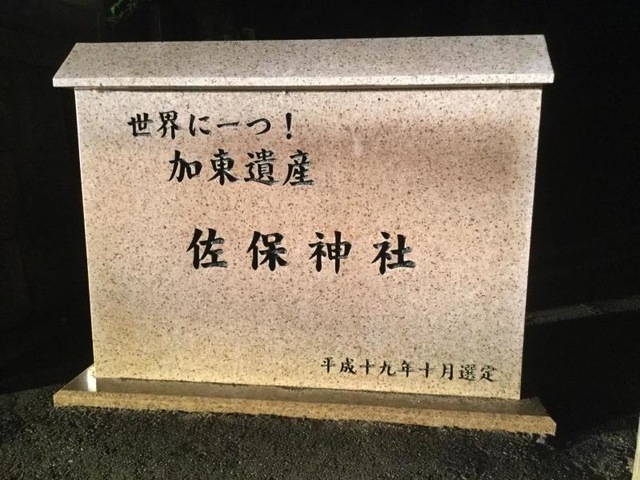 世界に一つ！
加東遺産
佐保神社
平成十九年十月選定